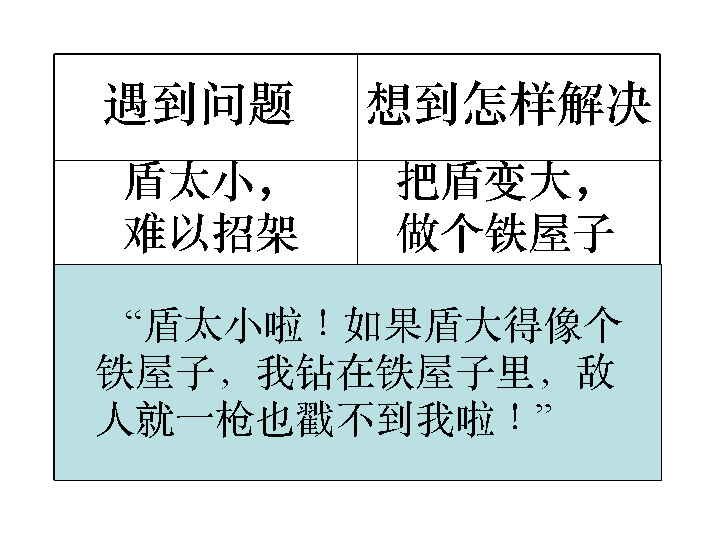 遇到问题 想到怎样解决
盾太小， 把盾变大，
难以招架 做个铁屋子
“盾太小啦！如果盾大得像个
铁屋子，我钻在铁屋子里，敌
人就一枪也戳不到我啦！”